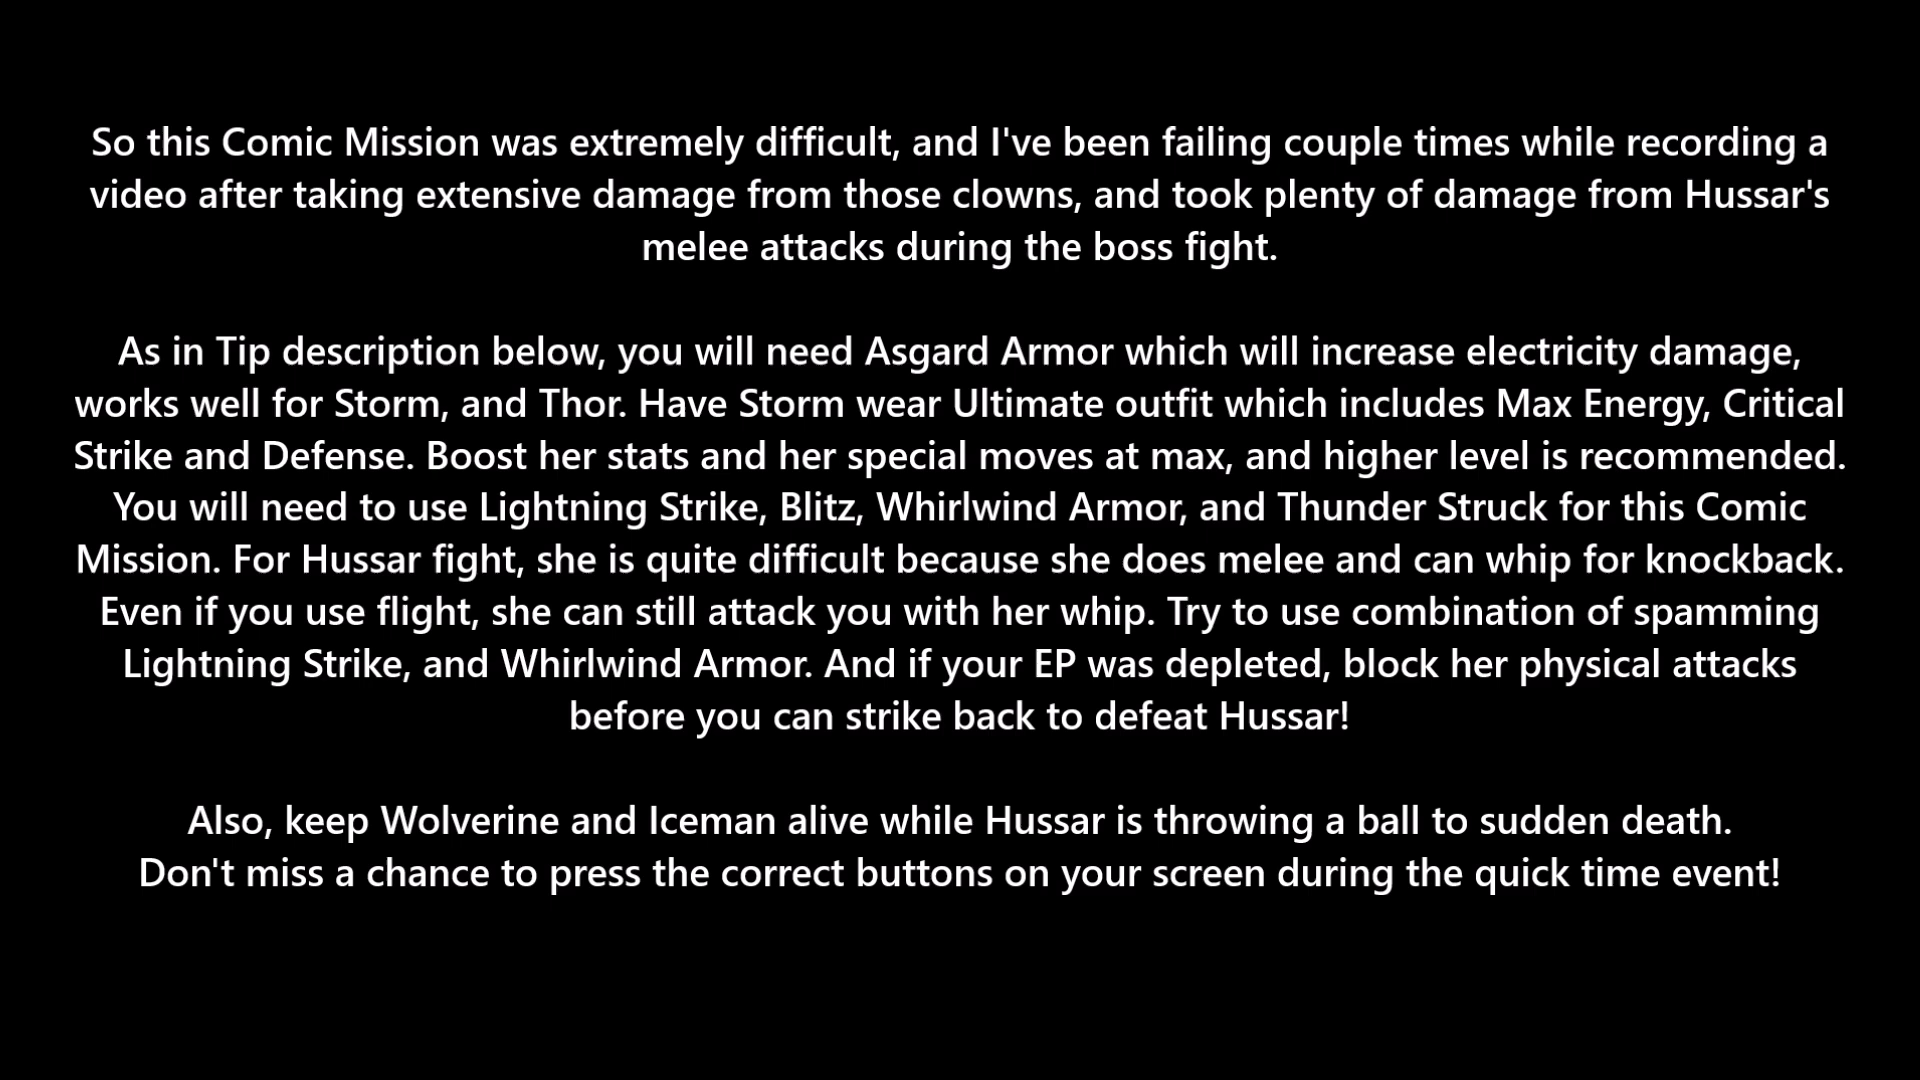 So this Comic Mission was extremely difficult, and I've been failing couple times while recording a
video after taking extensive damage from those clowns, and took plenty of damage from Hussar's
melee attacks during the boss fight.
As in Tip description below, you will need Asgard Armor which will increase electricity damage,
works well for Storm, and Thor. Have Storm wear Ultimate outfit which includes Max Energy, Critical
Strike and Defense. Boost her stats and her special moves at max, and higher level is recommended.
You will need to use Lightning Strike, Blitz, Whirlwind Armor, and Thunder Struck for this Comic
Mission. For Hussar fight, she is quite difficult because she does melee and can whip for knockback.
Even if you use flight, she can still attack you with her whip. Try to use combination of spamming
Lightning Strike, and Whirlwind Armor. And if your EP was depleted, block her physical attacks
before you can strike back to defeat Hussar!
Also, keep Wolverine and Iceman alive while Hussar is throwing a ball to sudden death.
Don't miss a chance to press the correct buttons on your screen during the quick time event!